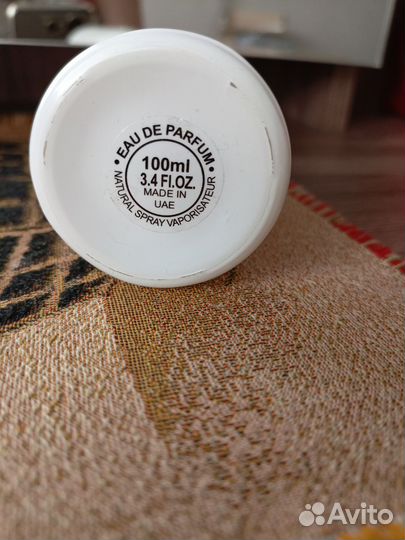 • EAU DE PARFUM •
100ml
3.4 Fl.OZ.
MADE IN
UAE
NATURAL SPRAY VAPORISATEUR
Avito